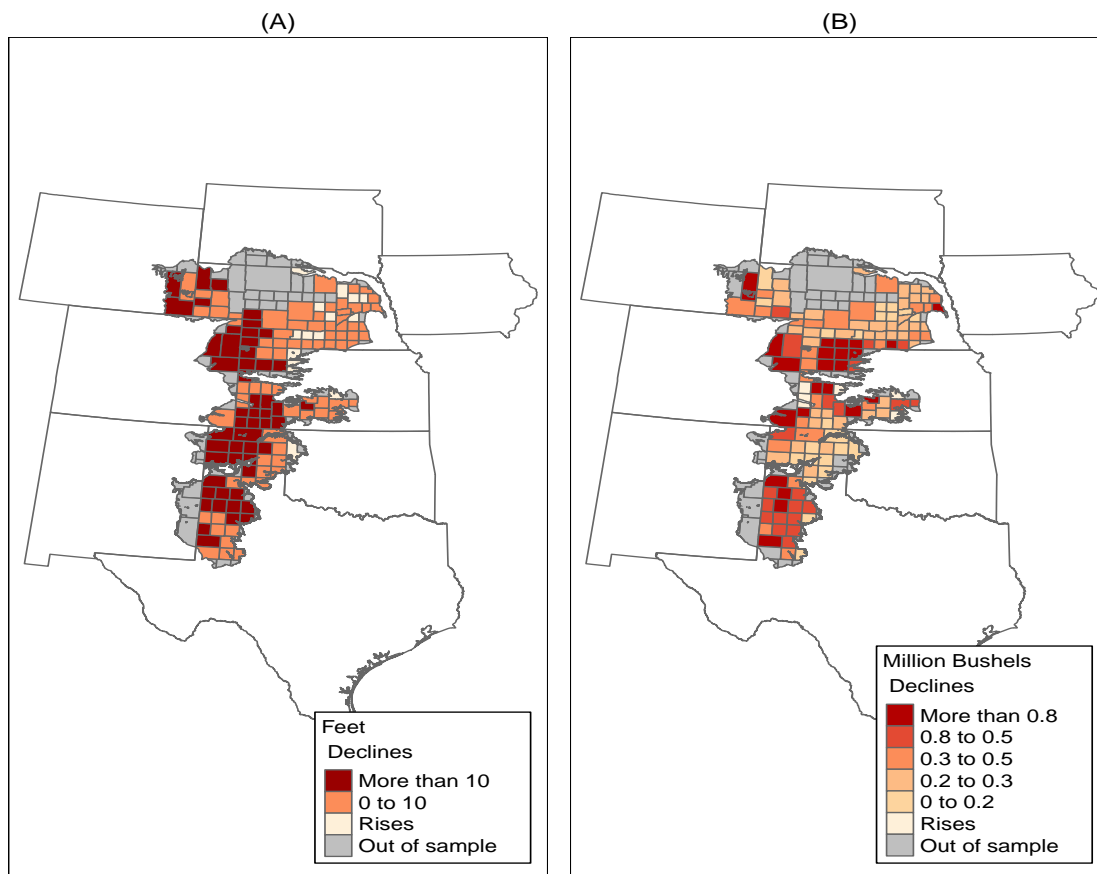 (A)
Feet
Declines
More than 10
0 to 10
Rises
Out of sample
(B)
Million Bushels
Declines
More than 0.8
0.8 to 0.5
0.3 to 0.5
0.2 to 0.3
0 to 0.2
Rises
Out of sample